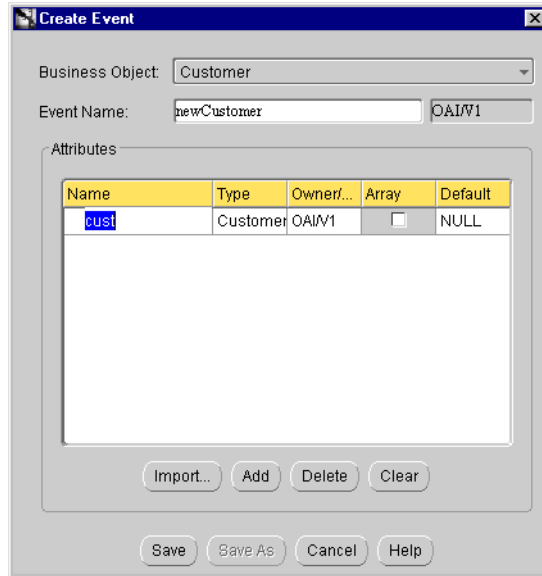 Create Event
Business Object: Customer
Event Name: newCustomer OAI/V1
Attributes
Name Type Owner/... Array Default
cust Customer OAI/V1 NULL
Import... Add Delete Clear
Save Save As Cancel Help